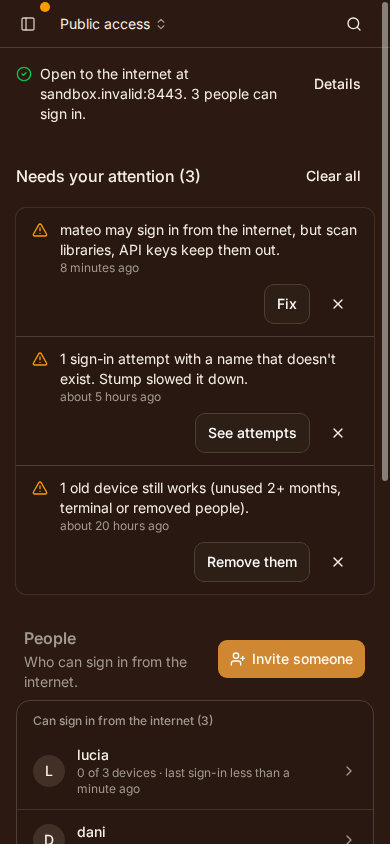 Public access
Open to the internet at
sandbox.invalid:8443. 3 people can
sign in.
Details
Needs your attention (3)
Clear all
mateo may sign in from the internet, but scan
libraries, API keys keep them out.
8 minutes ago
Fix
1 sign-in attempt with a name that doesn't
exist. Stump slowed it down.
about 5 hours ago
See attempts
1 old device still works (unused 2+ months,
terminal or removed people).
about 20 hours ago
Remove them
People
Who can sign in from the
internet.
Invite someone
Can sign in from the internet (3)
L
lucia
0 of 3 devices · last sign-in less than a
minute ago
D
dani